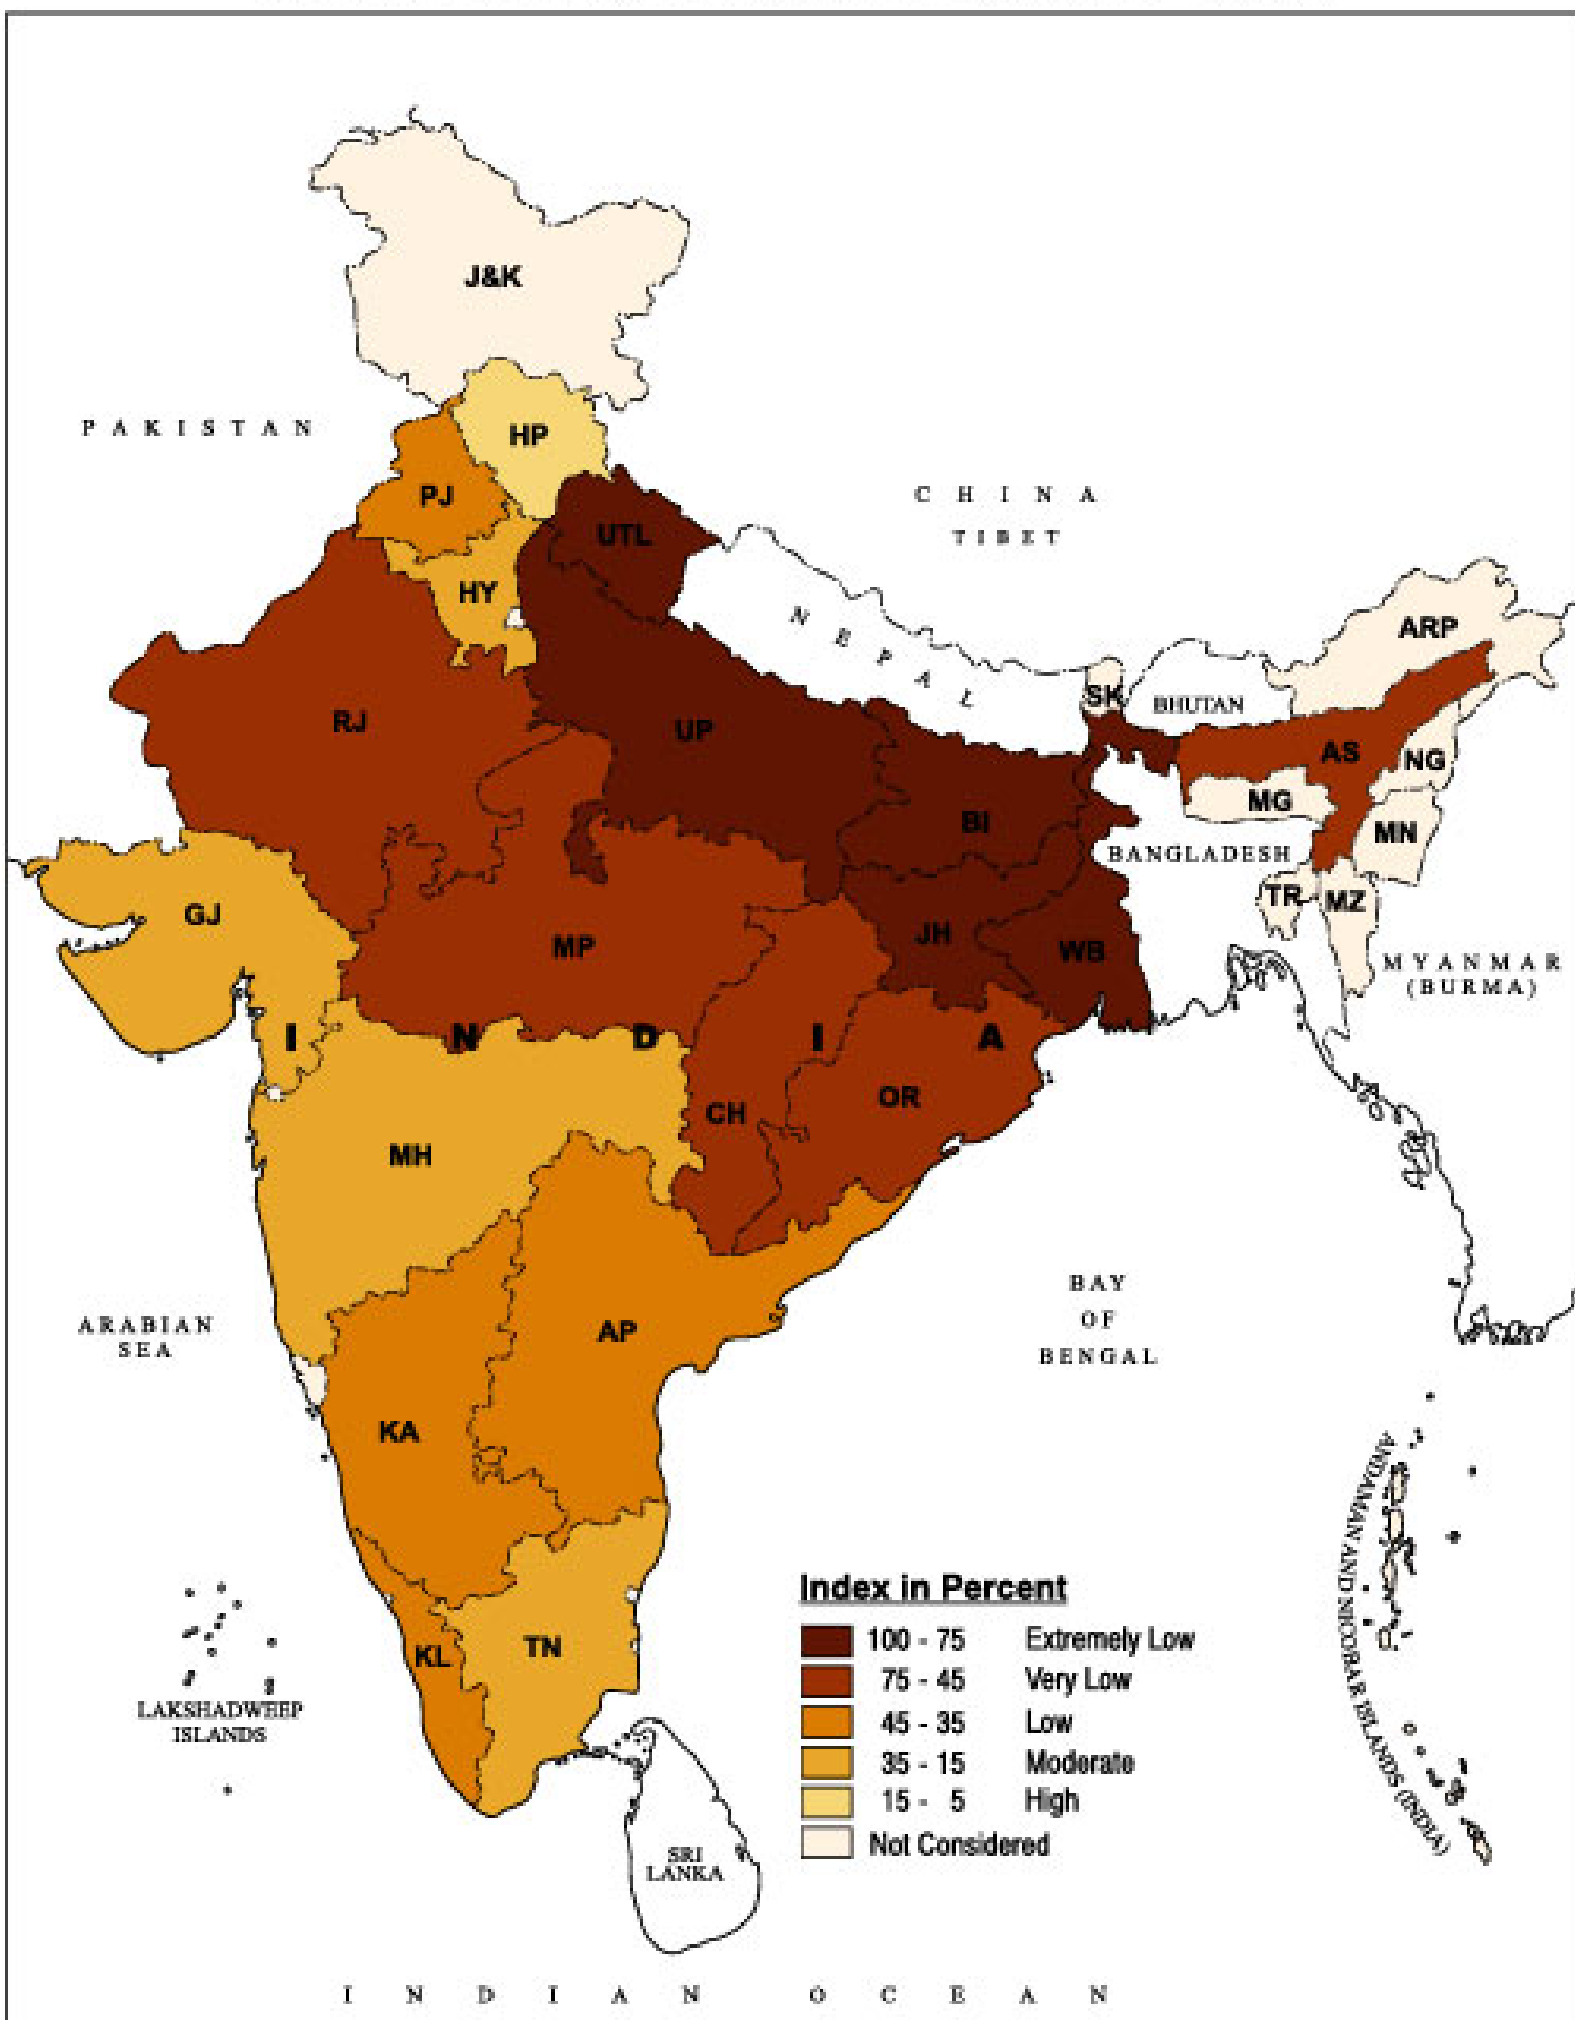 J&K
PAKISTAN
HP
PJ
CHINA
TIBET
UTL
HY
NEPAL
ARP
SK
BHUTAN
RJ
UP
AS
NG
MG
BI
MN
BANGLADESH
GJ
TR
MZ
MP
JH
WB
MYANMAR
(BURMA)
INDIA
OR
CH
MH
BAY
OF
BENGAL
ARABIAN
SEA
AP
KA
ANDAMAN AND NICOBAR ISLANDS (INDIA)
Index in Percent
100 - 75 Extremely Low
75 - 45 Very Low
45 - 35 Low
35 - 15 Moderate
15 - 5 High
Not Considered
KL
TN
LAKSHADWEEP
ISLANDS
SRI
LANKA
INDIAN OCEAN